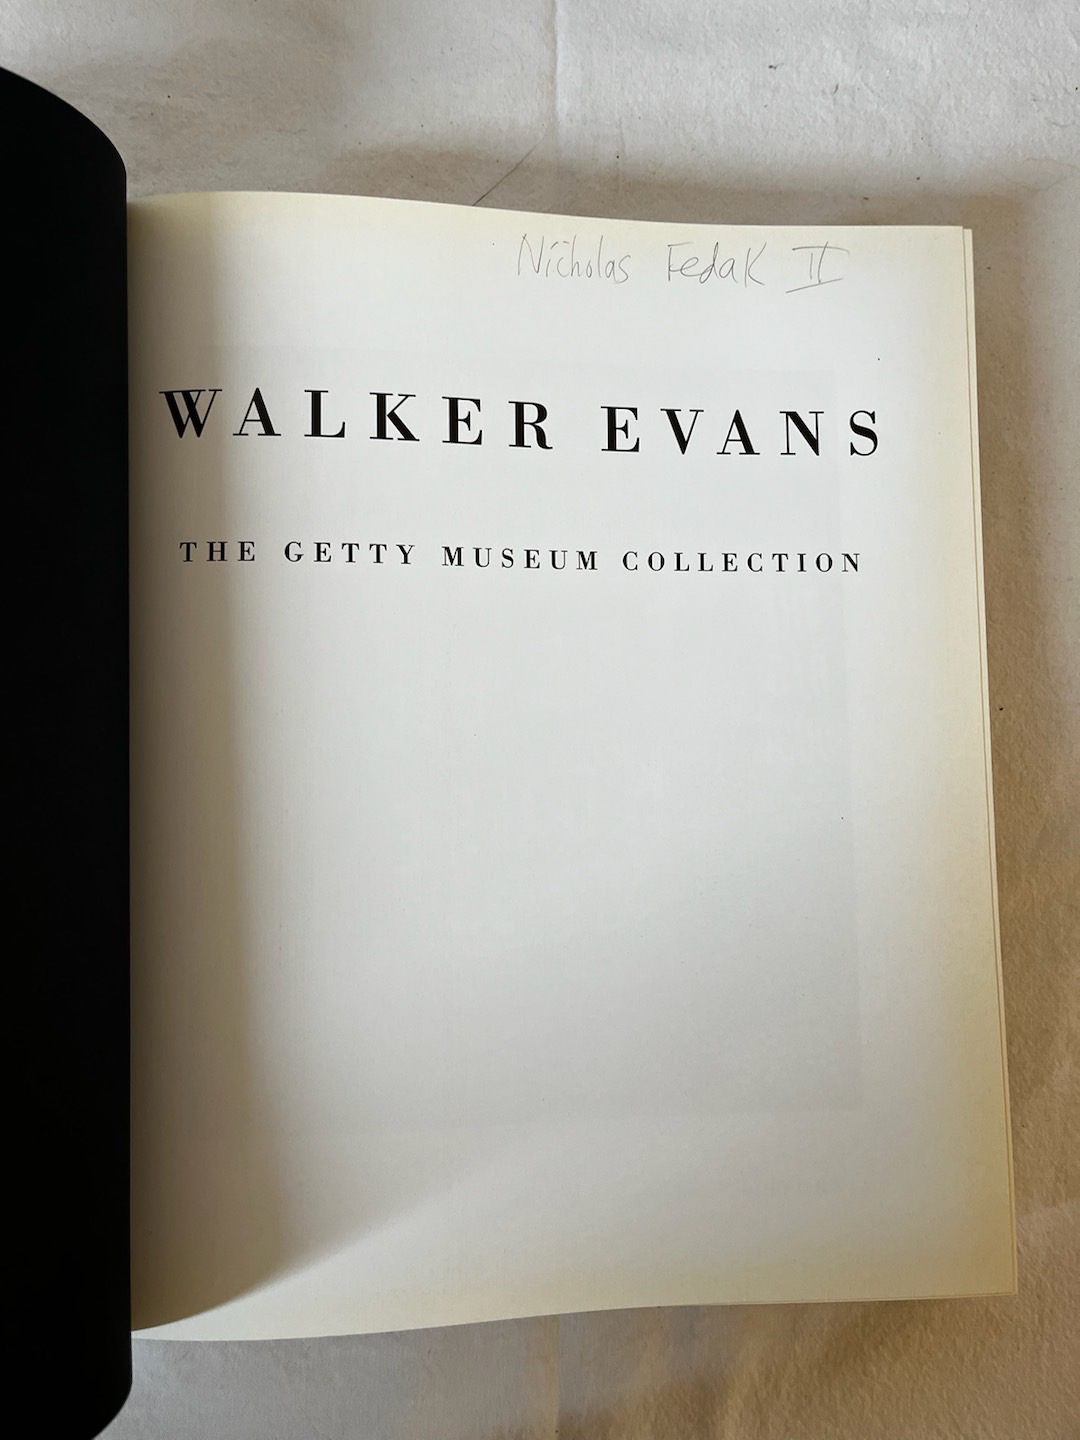 Nicholas Fedak II
WALKER EVANS
THE GETTY MUSEUM COLLECTION